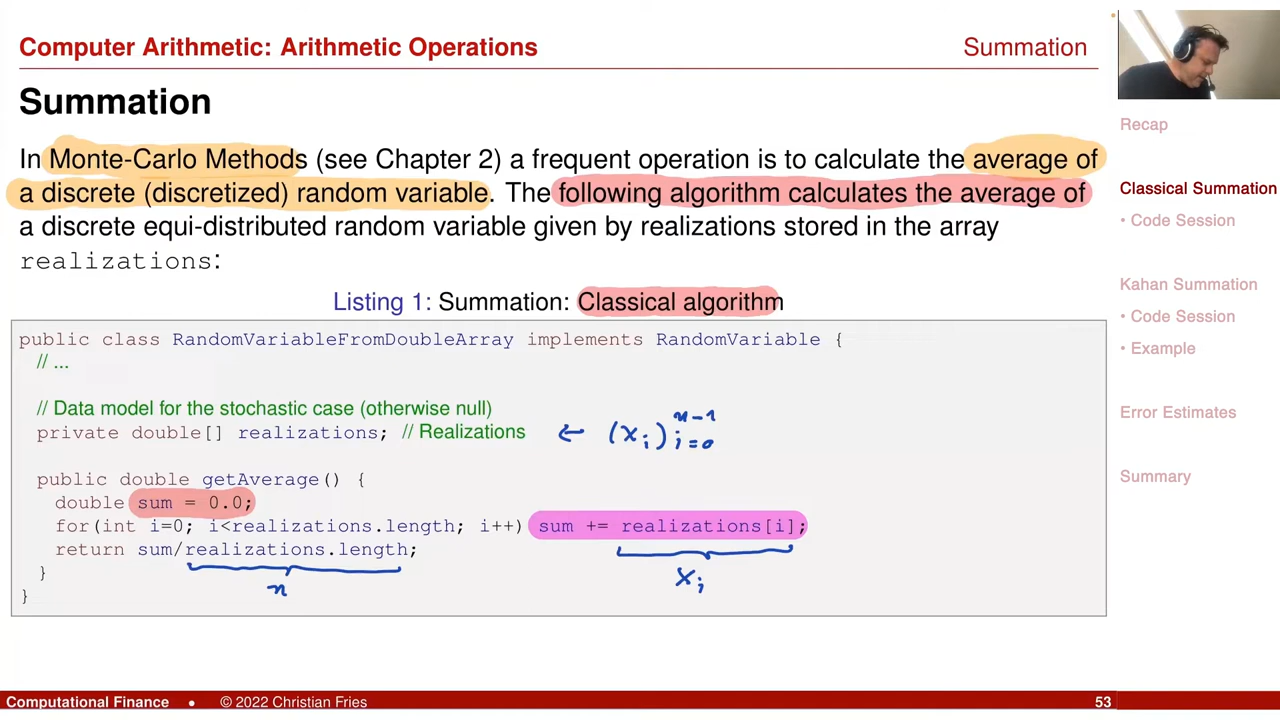 Computer Arithmetic: Arithmetic Operations Summation
Summation
In Monte-Carlo Methods (see Chapter 2) a frequent operation is to calculate the average of
a discrete (discretized) random variable. The following algorithm calculates the average of
a discrete equi-distributed random variable given by realizations stored in the array
realizations:
Listing 1: Summation: Classical algorithm
public class RandomVariableFromDoubleArray implements RandomVariable {
// ...
// Data model for the stochastic case (otherwise null)
private double[] realizations; // Realizations ← (x_i)_{i=0}^{n-1}
public double getAverage() {
double sum = 0.0;
for(int i=0; i<realizations.length; i++) sum += realizations[i];
return sum/realizations.length;
}
n x_i
}
Recap
Classical Summation
• Code Session
Kahan Summation
• Code Session
• Example
Error Estimates
Summary
Computational Finance • © 2022 Christian Fries 53